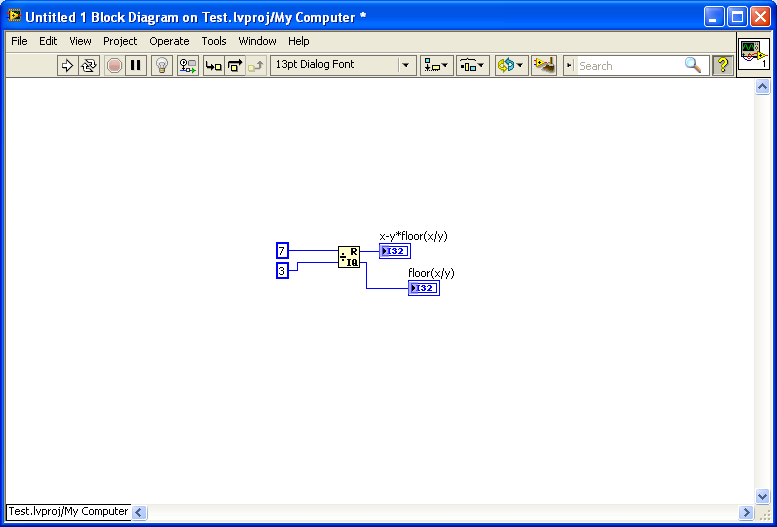 Untitled 1 Block Diagram on Test.lvproj/My Computer *
File Edit View Project Operate Tools Window Help
13pt Dialog Font Search ? 1
x-y*floor(x/y)
7 R I32
3 IQ
floor(x/y)
I32
Test.lvproj/My Computer